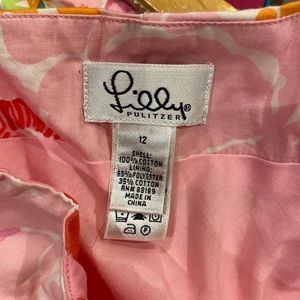 Lilly®
PULITZER
12
SHELL:
100% COTTON
LINING:
65% POLYESTER
35% COTTON
RN# 88189
MADE IN
CHINA
P